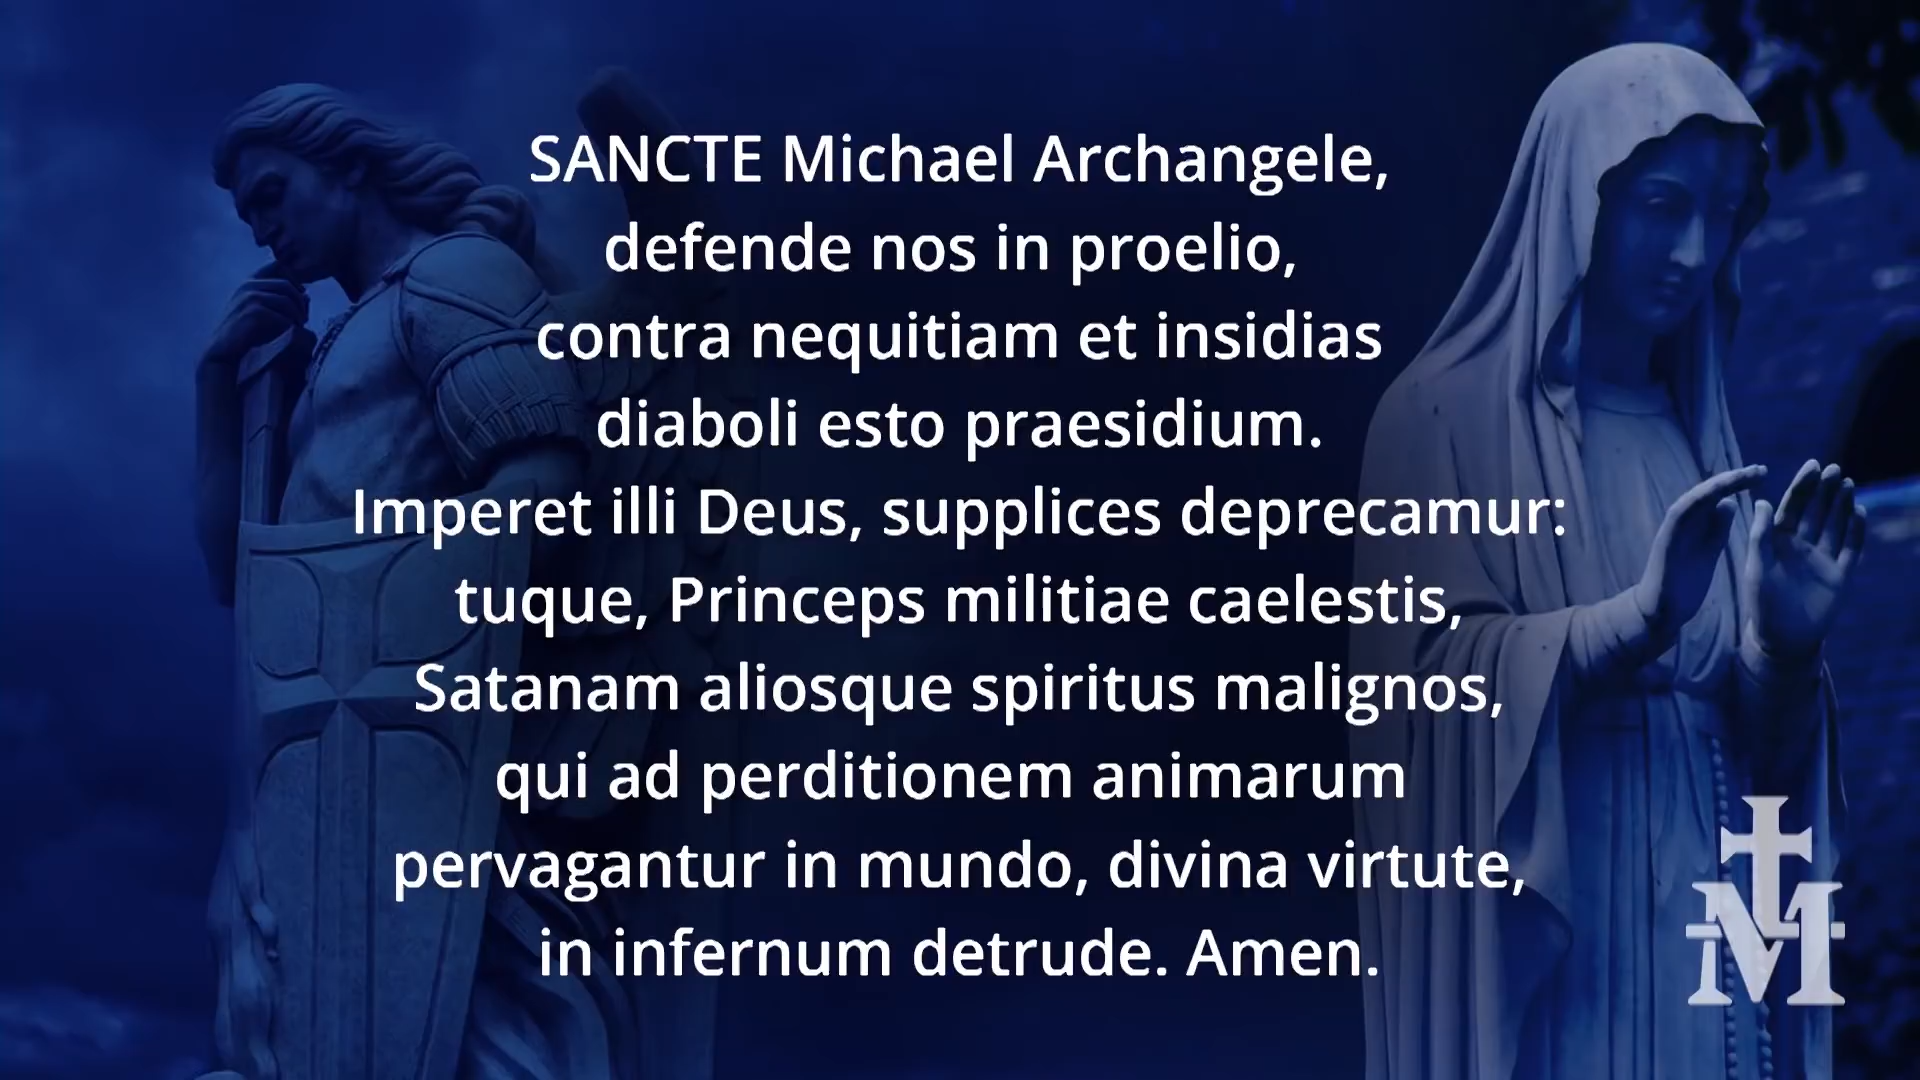 SANCTE Michael Archangele,
defende nos in proelio,
contra nequitiam et insidias
diaboli esto praesidium.
Imperet illi Deus, supplices deprecamur:
tuque, Princeps militiae caelestis,
Satanam aliosque spiritus malignos,
qui ad perditionem animarum
pervagantur in mundo, divina virtute,
in infernum detrude. Amen.
M